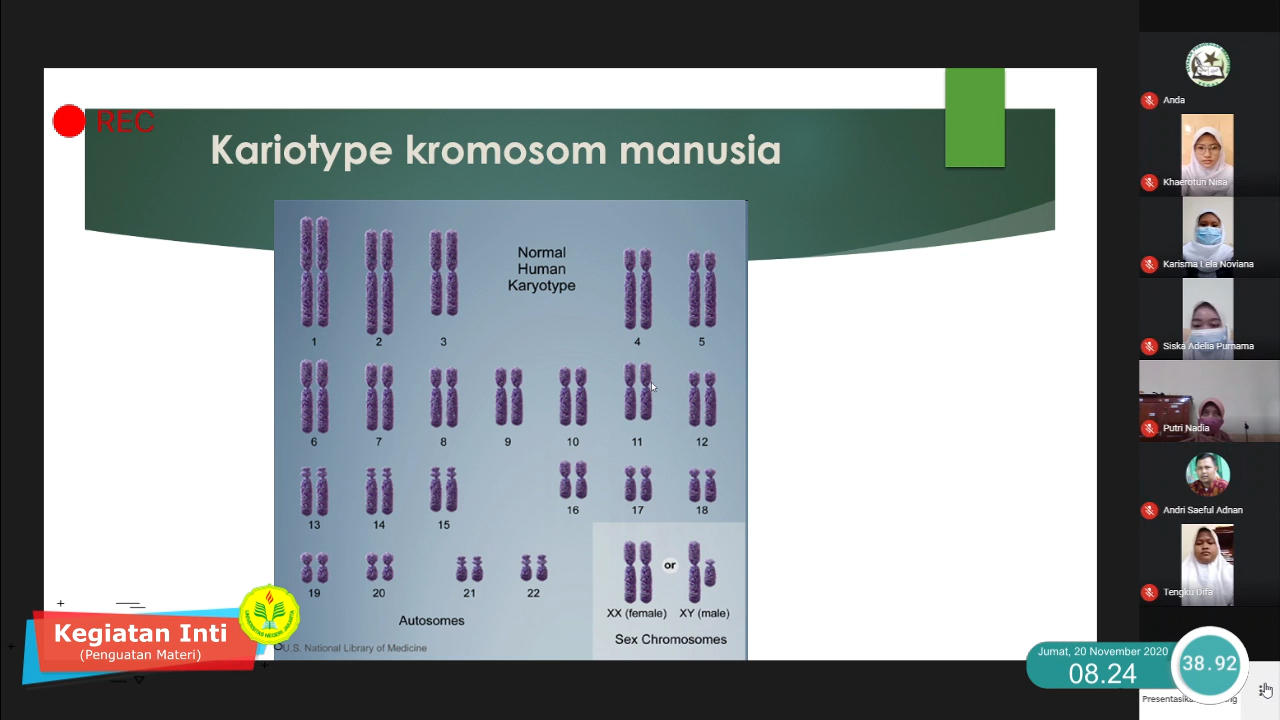 REC
Kariotype kromosom manusia
Normal
Human
Karyotype
1
2
3
4
5
6
7
8
9
10
11
12
13
14
15
16
17
18
19
20
21
22
or
XX (female)
XY (male)
Autosomes
Sex Chromosomes
U.S. National Library of Medicine
Kegiatan Inti
(Penguatan Materi)
Anda
Khaerotun Nisa
Karisma Lela Noviana
Siska Adelia Purnama
Putri Nadia
Andri Saeful Adnan
Tengku Difa
Jumat, 20 November 2020
08.24
38.92